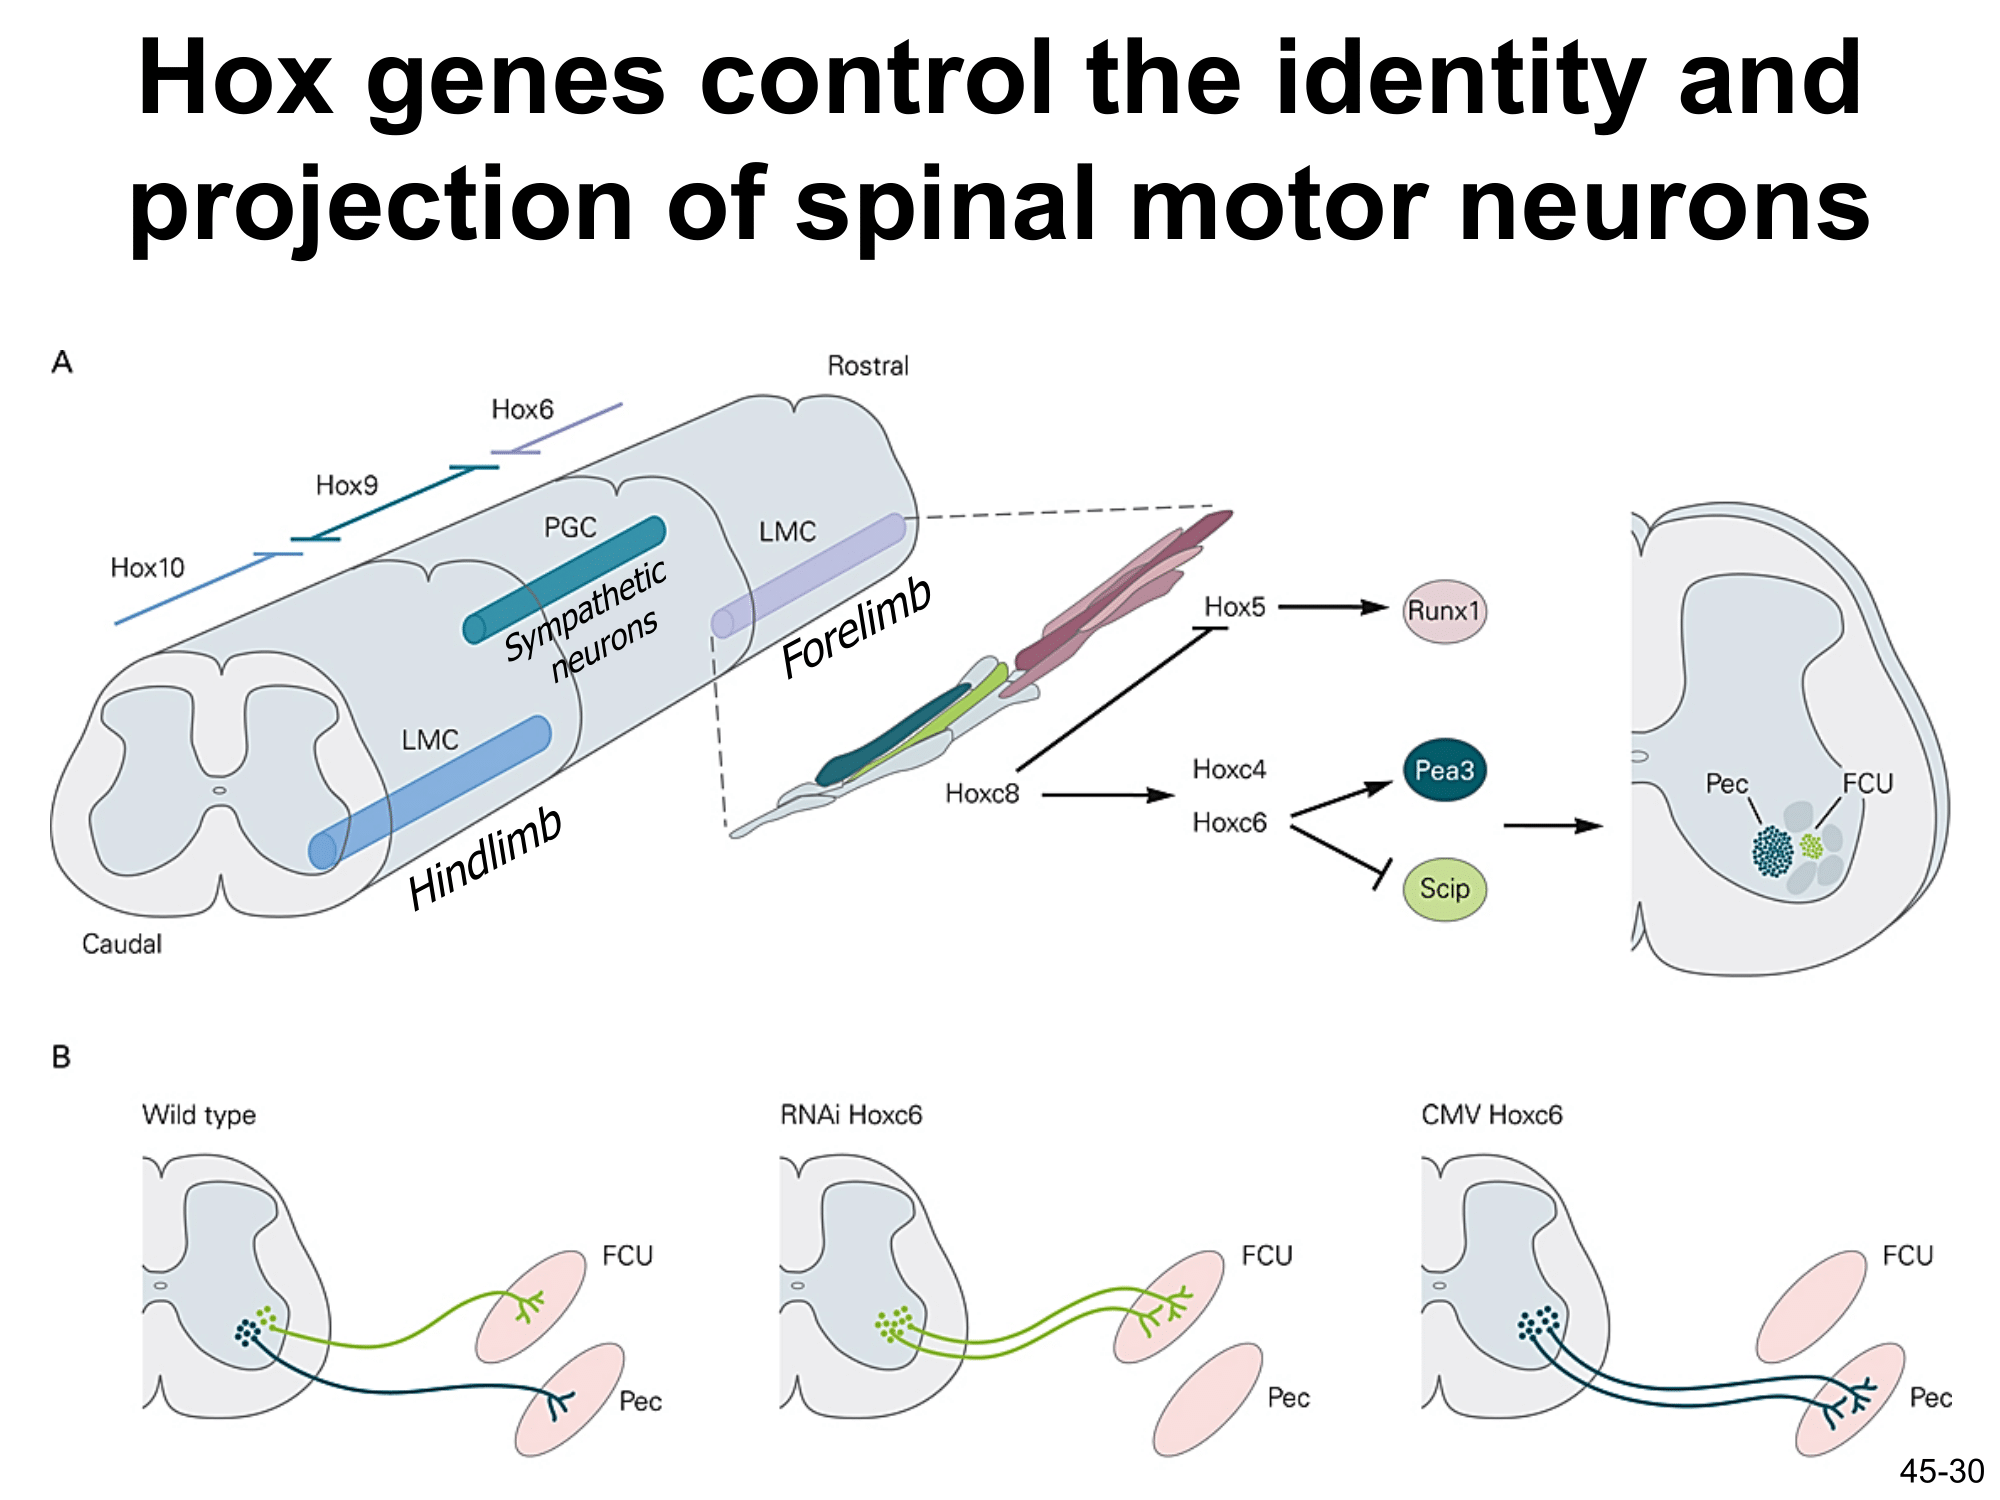 Hox genes control the identity and
projection of spinal motor neurons
A
Rostral
Hox6
Hox9
Hox10
PGC
LMC
Sympathetic
neurons
Forelimb
LMC
Hindlimb
Caudal
Hox5
Runx1
Hoxc8
Hoxc4
Hoxc6
Pea3
Scip
Pec
FCU
B
Wild type
FCU
Pec
RNAi Hoxc6
FCU
Pec
CMV Hoxc6
FCU
Pec
45-30